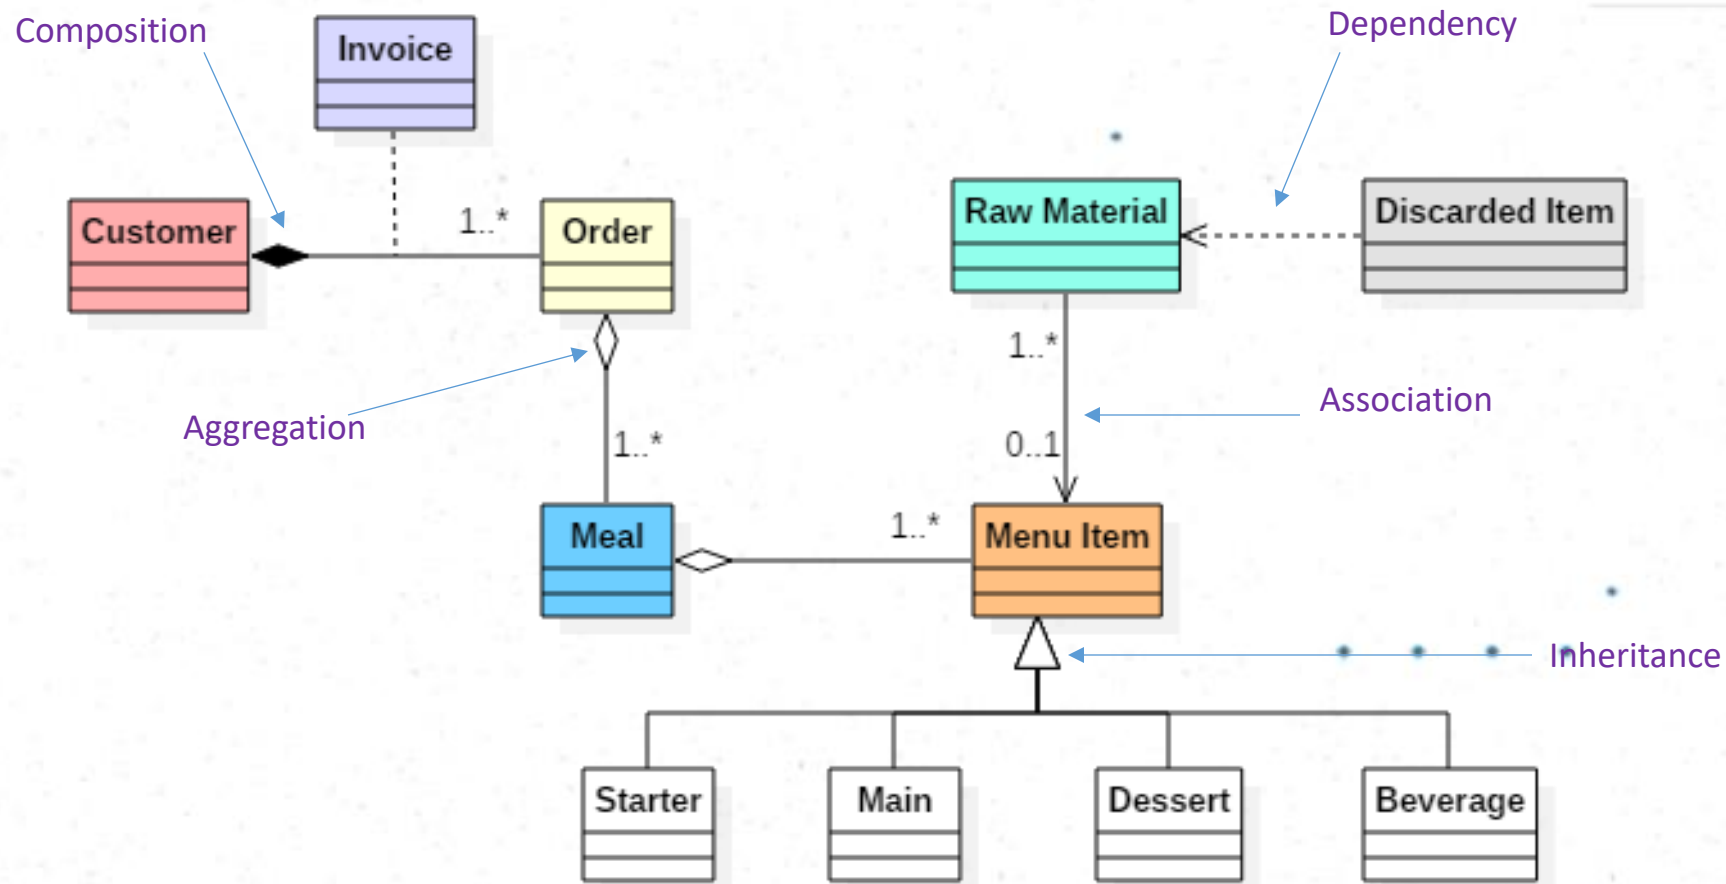 Composition
Invoice
Dependency
Customer
1..*
Order
Raw Material
Discarded Item
1..*
Association
Aggregation
1..*
0..1
Meal
1..*
Menu Item
Inheritance
Starter
Main
Dessert
Beverage